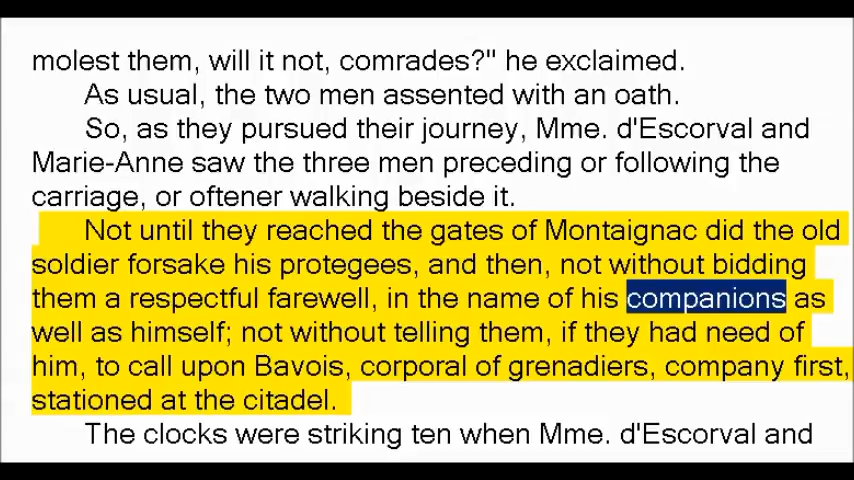 molest them, will it not, comrades?" he exclaimed.
As usual, the two men assented with an oath.
So, as they pursued their journey, Mme. d'Escorval and
Marie-Anne saw the three men preceding or following the
carriage, or oftener walking beside it.
Not until they reached the gates of Montaignac did the old
soldier forsake his protegees, and then, not without bidding
them a respectful farewell, in the name of his companions as
well as himself; not without telling them, if they had need of
him, to call upon Bavois, corporal of grenadiers, company first,
stationed at the citadel.
The clocks were striking ten when Mme. d'Escorval and